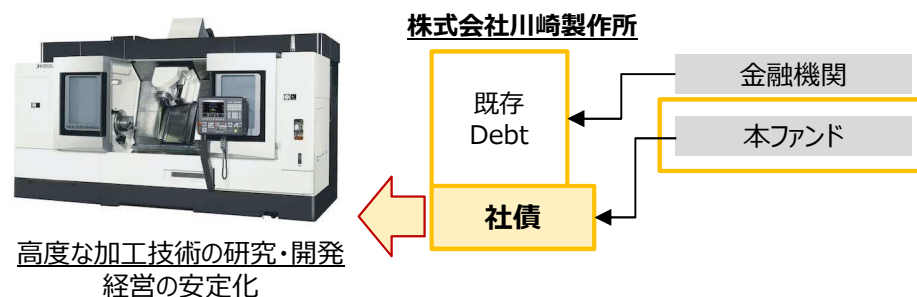 株式会社川崎製作所
金融機関
既存
Debt
本ファンド
社債
高度な加工技術の研究・開発
経営の安定化